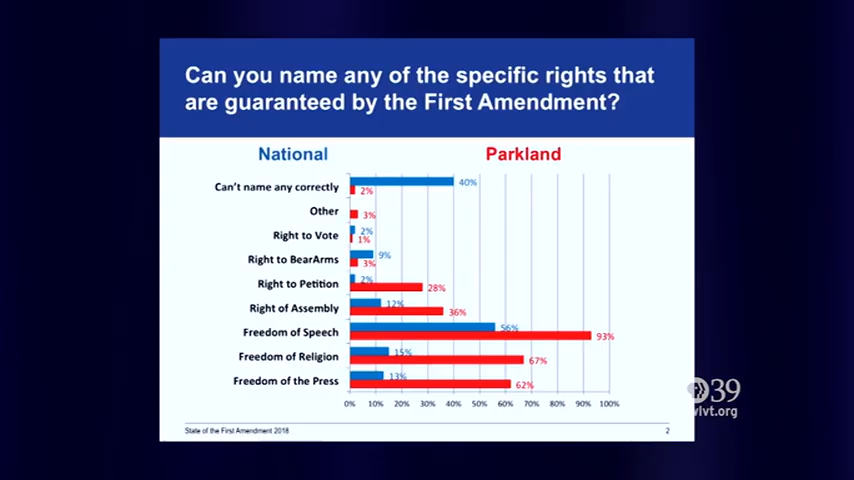 Can you name any of the specific rights that
are guaranteed by the First Amendment?
National Parkland
Can't name any correctly 40%
2%
Other 3%
Right to Vote 2%
1%
Right to BearArms 9%
3%
Right to Petition 2%
28%
Right of Assembly 12%
36%
Freedom of Speech 56%
93%
Freedom of Religion 15%
67%
Freedom of the Press 13%
62%
0% 10% 20% 30% 40% 50% 60% 70% 80% 90% 100%
39
wlvt.org
State of the First Amendment 2018 2